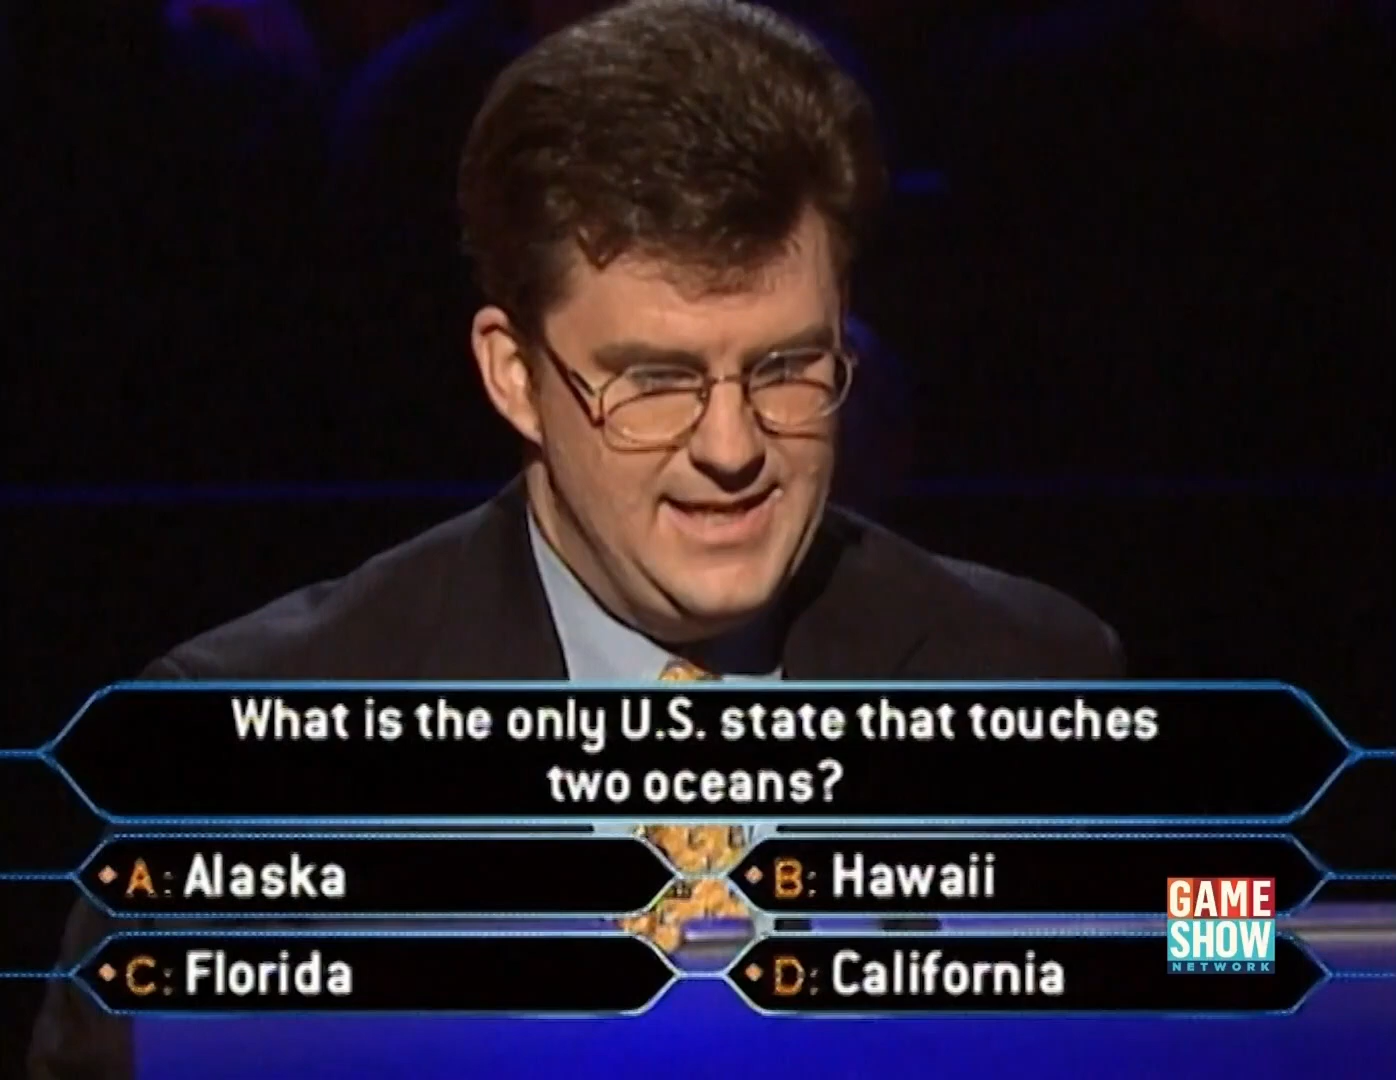 What is the only U.S. state that touches
two oceans?
A: Alaska
B: Hawaii
C: Florida
D: California
GAME
SHOW
NETWORK